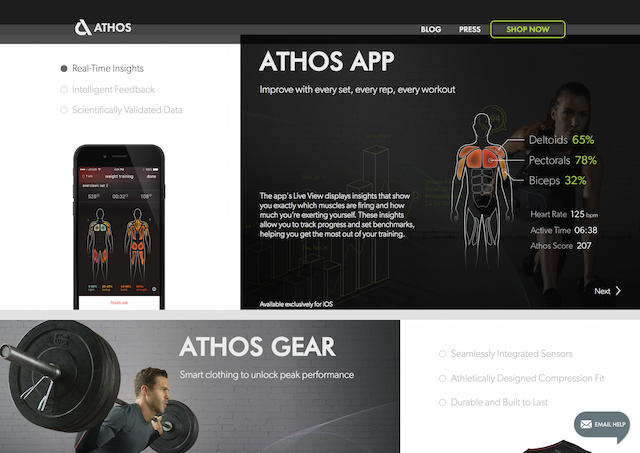 ATHOS
BLOG
PRESS
SHOP NOW
Real-Time Insights
Intelligent Feedback
Scientifically Validated Data
weight training
done
00:32
finish set
ATHOS APP
Improve with every set, every rep, every workout
94
The app's Live View displays insights that show
you exactly which muscles are firing and how
much you're exerting yourself. These insights
allow you to track progress and set benchmarks,
helping you get the most out of your training.
Available exclusively for iOS
Deltoids 65%
Pectorals 78%
Biceps 32%
Heart Rate 125 bpm
Active Time 06:38
Athos Score 207
Next
ATHOS GEAR
Smart clothing to unlock peak performance
Seamlessly Integrated Sensors
Athletically Designed Compression Fit
Durable and Built to Last
EMAIL HELP